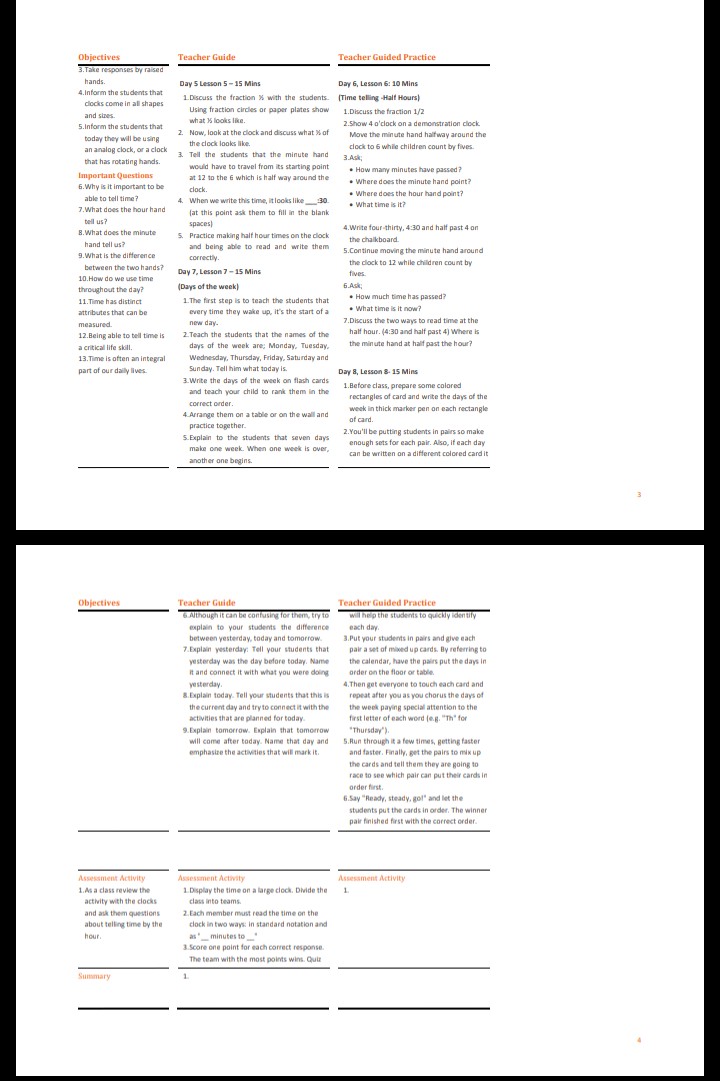 Objectives
3.Take responses by raised
hands.
4.Inform the students that
clocks come in all shapes
and sizes.
5.Inform the students that
today they will be using
an analog clock, or a clock
that has rotating hands.
Important Questions
6.Why is it important to be
able to tell time?
7.What does the hour hand
tell us?
8.What does the minute
hand tell us?
9.What is the difference
between the two hands?
10.How do we use time
throughout the day?
11.Time has distinct
attributes that can be
measured.
12.Being able to tell time is
a critical life skill.
13.Time is often an integral
part of our daily lives.
Teacher Guide
Day 5 Lesson 5 – 15 Mins
1.Discuss the fraction ½ with the students.
Using fraction circles or paper plates show
what ½ looks like.
2. Now, look at the clock and discuss what ½ of
the clock looks like.
3. Tell the students that the minute hand
would have to travel from its starting point
at 12 to the 6 which is half way around the
clock.
4. When we write this time, it looks like ___:30.
(at this point ask them to fill in the blank
spaces)
5. Practice making half hour times on the clock
and being able to read and write them
correctly.
Day 7, Lesson 7 – 15 Mins
(Days of the week)
1.The first step is to teach the students that
every time they wake up, it's the start of a
new day.
2.Teach the students that the names of the
days of the week are; Monday, Tuesday,
Wednesday, Thursday, Friday, Saturday and
Sunday. Tell him what today is.
3.Write the days of the week on flash cards
and teach your child to rank them in the
correct order.
4.Arrange them on a table or on the wall and
practice together.
5.Explain to the students that seven days
make one week. When one week is over,
another one begins.
Teacher Guided Practice
Day 6, Lesson 6: 10 Mins
(Time telling -Half Hours)
1.Discuss the fraction 1/2
2.Show 4 o'clock on a demonstration clock.
Move the minute hand halfway around the
clock to 6 while children count by fives.
3.Ask;
• How many minutes have passed?
• Where does the minute hand point?
• Where does the hour hand point?
• What time is it?
4.Write four-thirty, 4:30 and half past 4 on
the chalkboard.
5.Continue moving the minute hand around
the clock to 12 while children count by
fives.
6.Ask;
• How much time has passed?
• What time is it now?
7.Discuss the two ways to read time at the
half hour. (4:30 and half past 4) Where is
the minute hand at half past the hour?
Day 8, Lesson 8- 15 Mins
1.Before class, prepare some colored
rectangles of card and write the days of the
week in thick marker pen on each rectangle
of card.
2.You'll be putting students in pairs so make
enough sets for each pair. Also, if each day
can be written on a different colored card it
3
Objectives
Teacher Guide
6.Although it can be confusing for them, try to
explain to your students the difference
between yesterday, today and tomorrow.
7.Explain yesterday: Tell your students that
yesterday was the day before today. Name
it and connect it with what you were doing
yesterday.
8.Explain today. Tell your students that this is
the current day and try to connect it with the
activities that are planned for today.
9.Explain tomorrow. Explain that tomorrow
will come after today. Name that day and
emphasize the activities that will mark it.
Teacher Guided Practice
will help the students to quickly identify
each day.
3.Put your students in pairs and give each
pair a set of mixed up cards. By referring to
the calendar, have the pairs put the days in
order on the floor or table.
4.Then get everyone to touch each card and
repeat after you as you chorus the days of
the week paying special attention to the
first letter of each word (e.g. "Th" for
"Thursday").
5.Run through it a few times, getting faster
and faster. Finally, get the pairs to mix up
the cards and tell them they are going to
race to see which pair can put their cards in
order first.
6.Say "Ready, steady, go!" and let the
students put the cards in order. The winner
pair finished first with the correct order.
Assessment Activity
1.As a class review the
activity with the clocks
and ask them questions
about telling time by the
hour.
Assessment Activity
1.Display the time on a large clock. Divide the
class into teams.
2.Each member must read the time on the
clock in two ways: in standard notation and
as "__ minutes to __"
3.Score one point for each correct response.
The team with the most points wins. Quiz
Assessment Activity
1.
Summary
1.
4